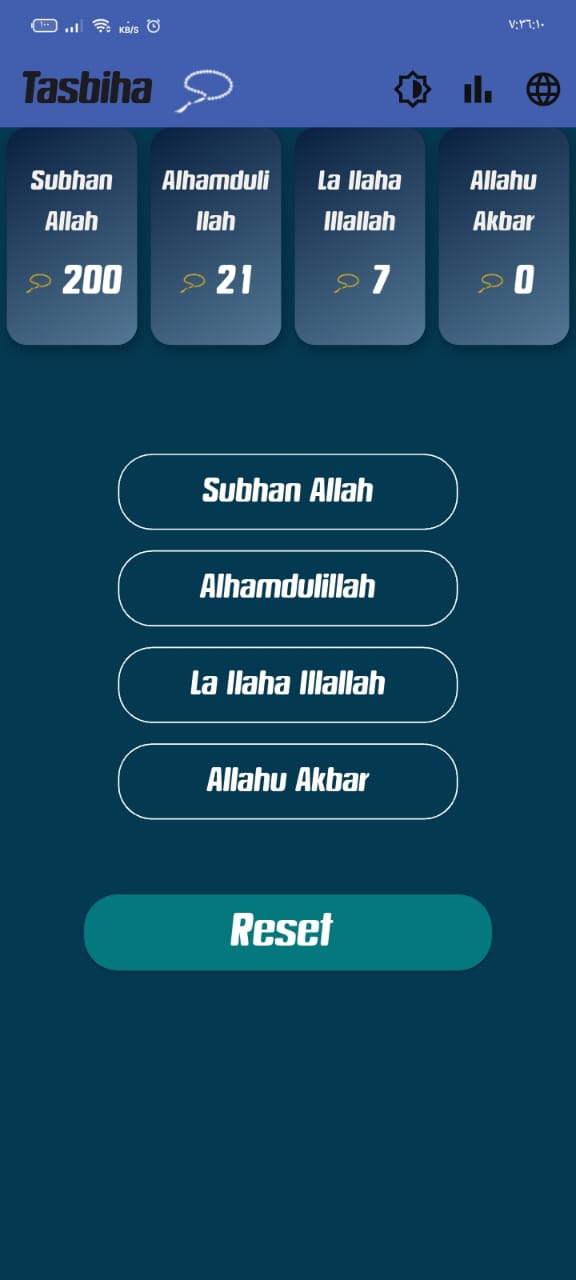 ١٠٠ KB/S ٧:٣٦:١٠
Tasbiha
Subhan
Allah
200
Alhamduli
llah
21
La Ilaha
Illallah
7
Allahu
Akbar
0
Subhan Allah
Alhamdulillah
La Ilaha Illallah
Allahu Akbar
Reset